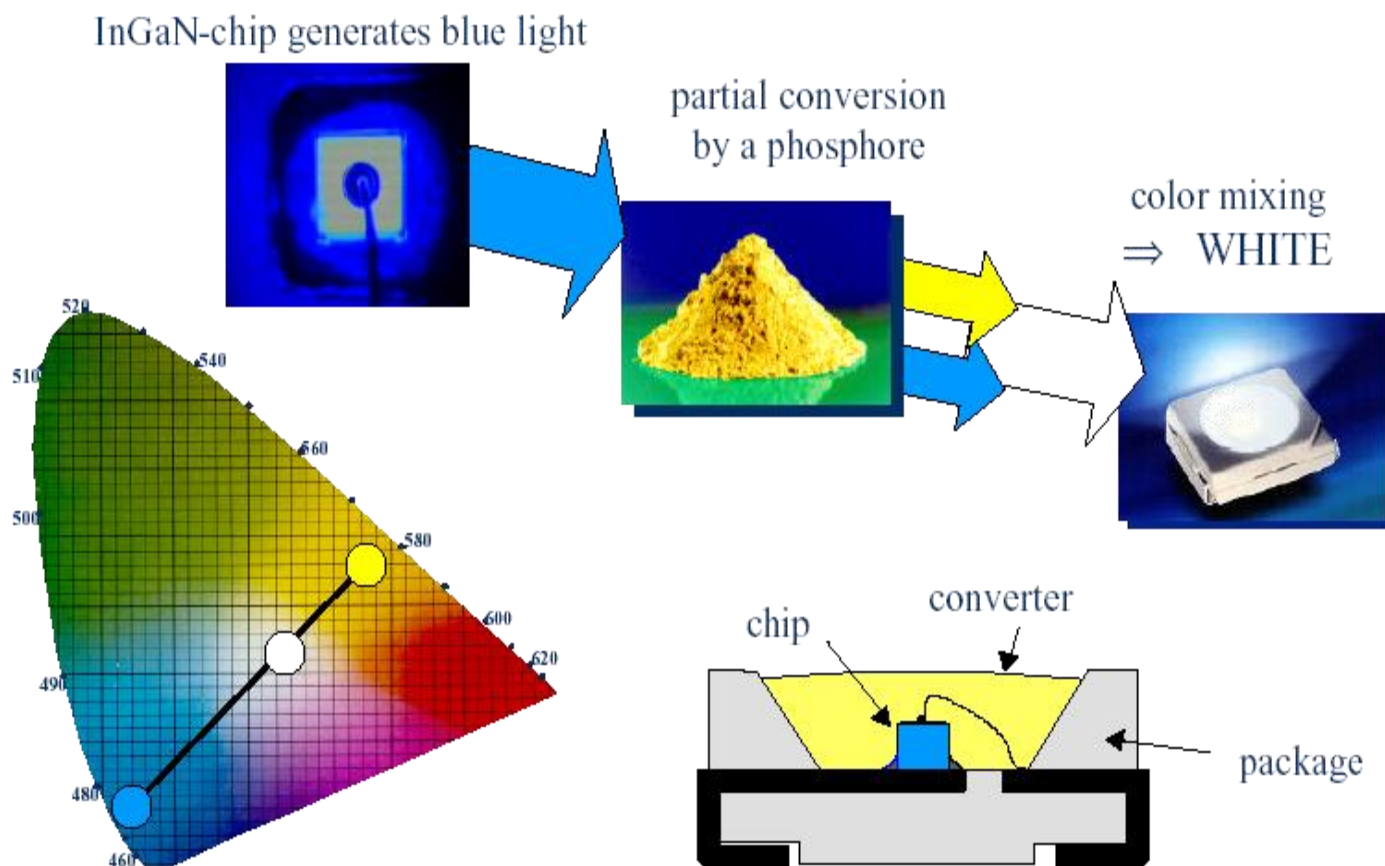 InGaN-chip generates blue light
partial conversion
by a phosphore
color mixing
⇒ WHITE
520
540
510
560
500
580
600
620
490
480
460
converter
chip
package